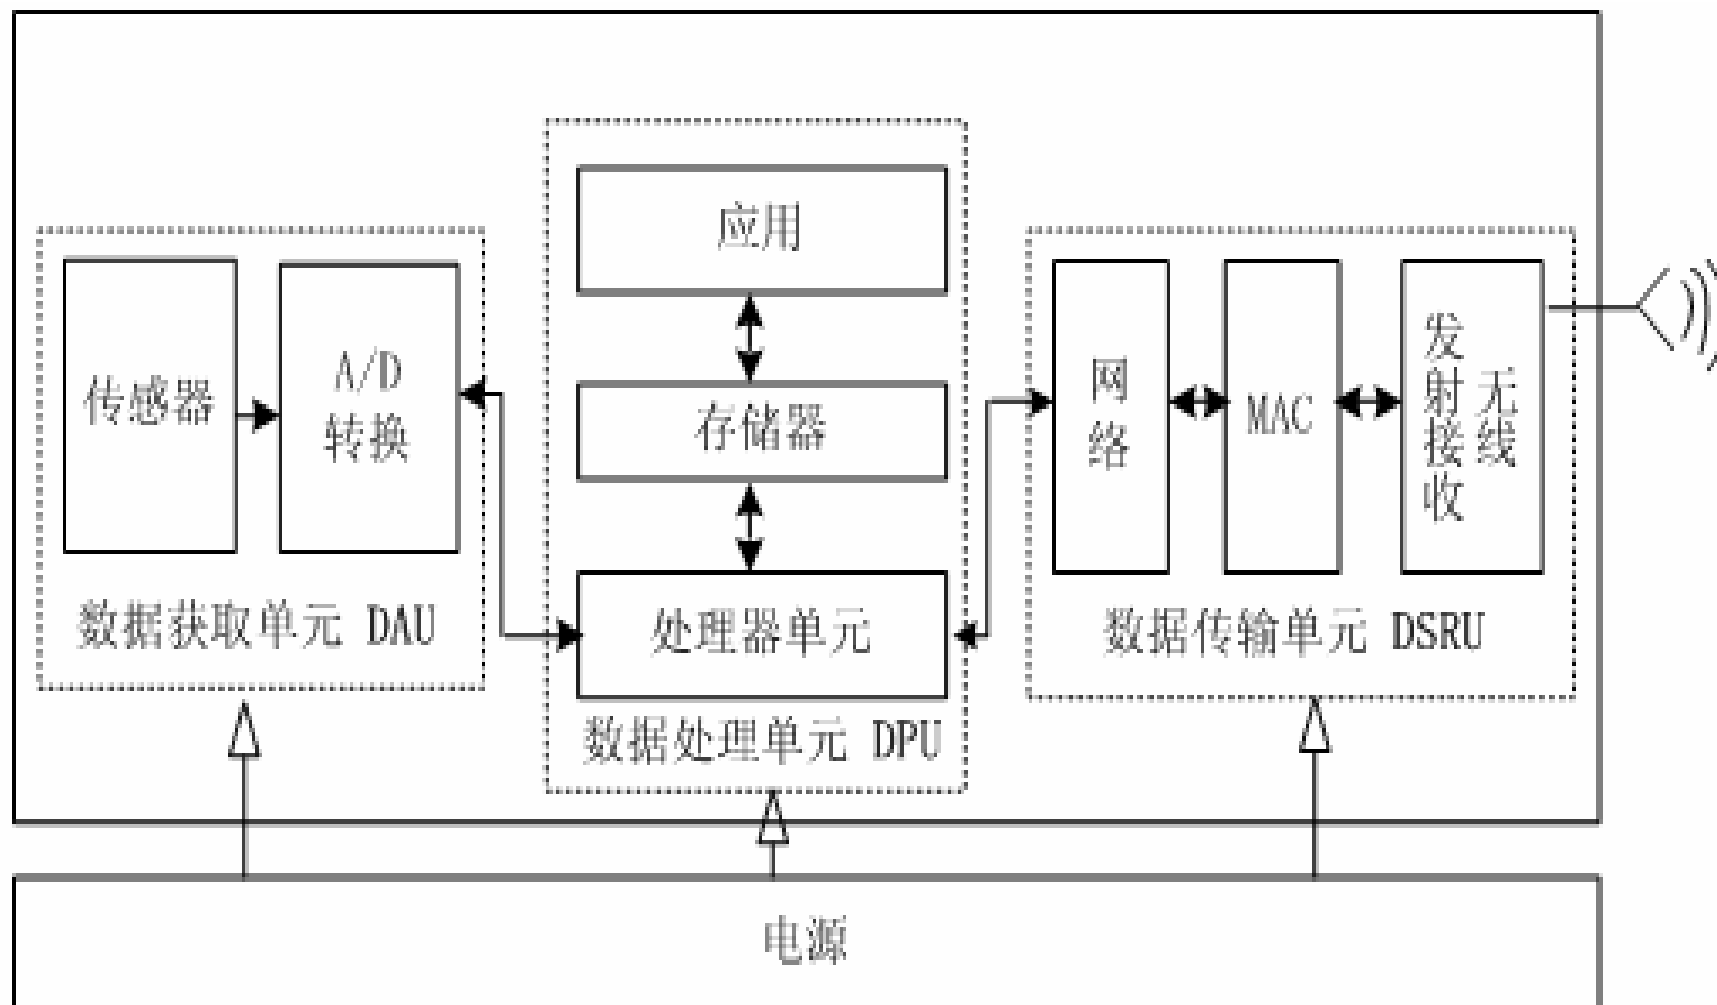 应用
传感器
A/D
转换
存储器
处理器单元
数据获取单元 DAU
数据处理单元 DPU
网络
MAC
无线
发射接收
数据传输单元 DSRU
电源